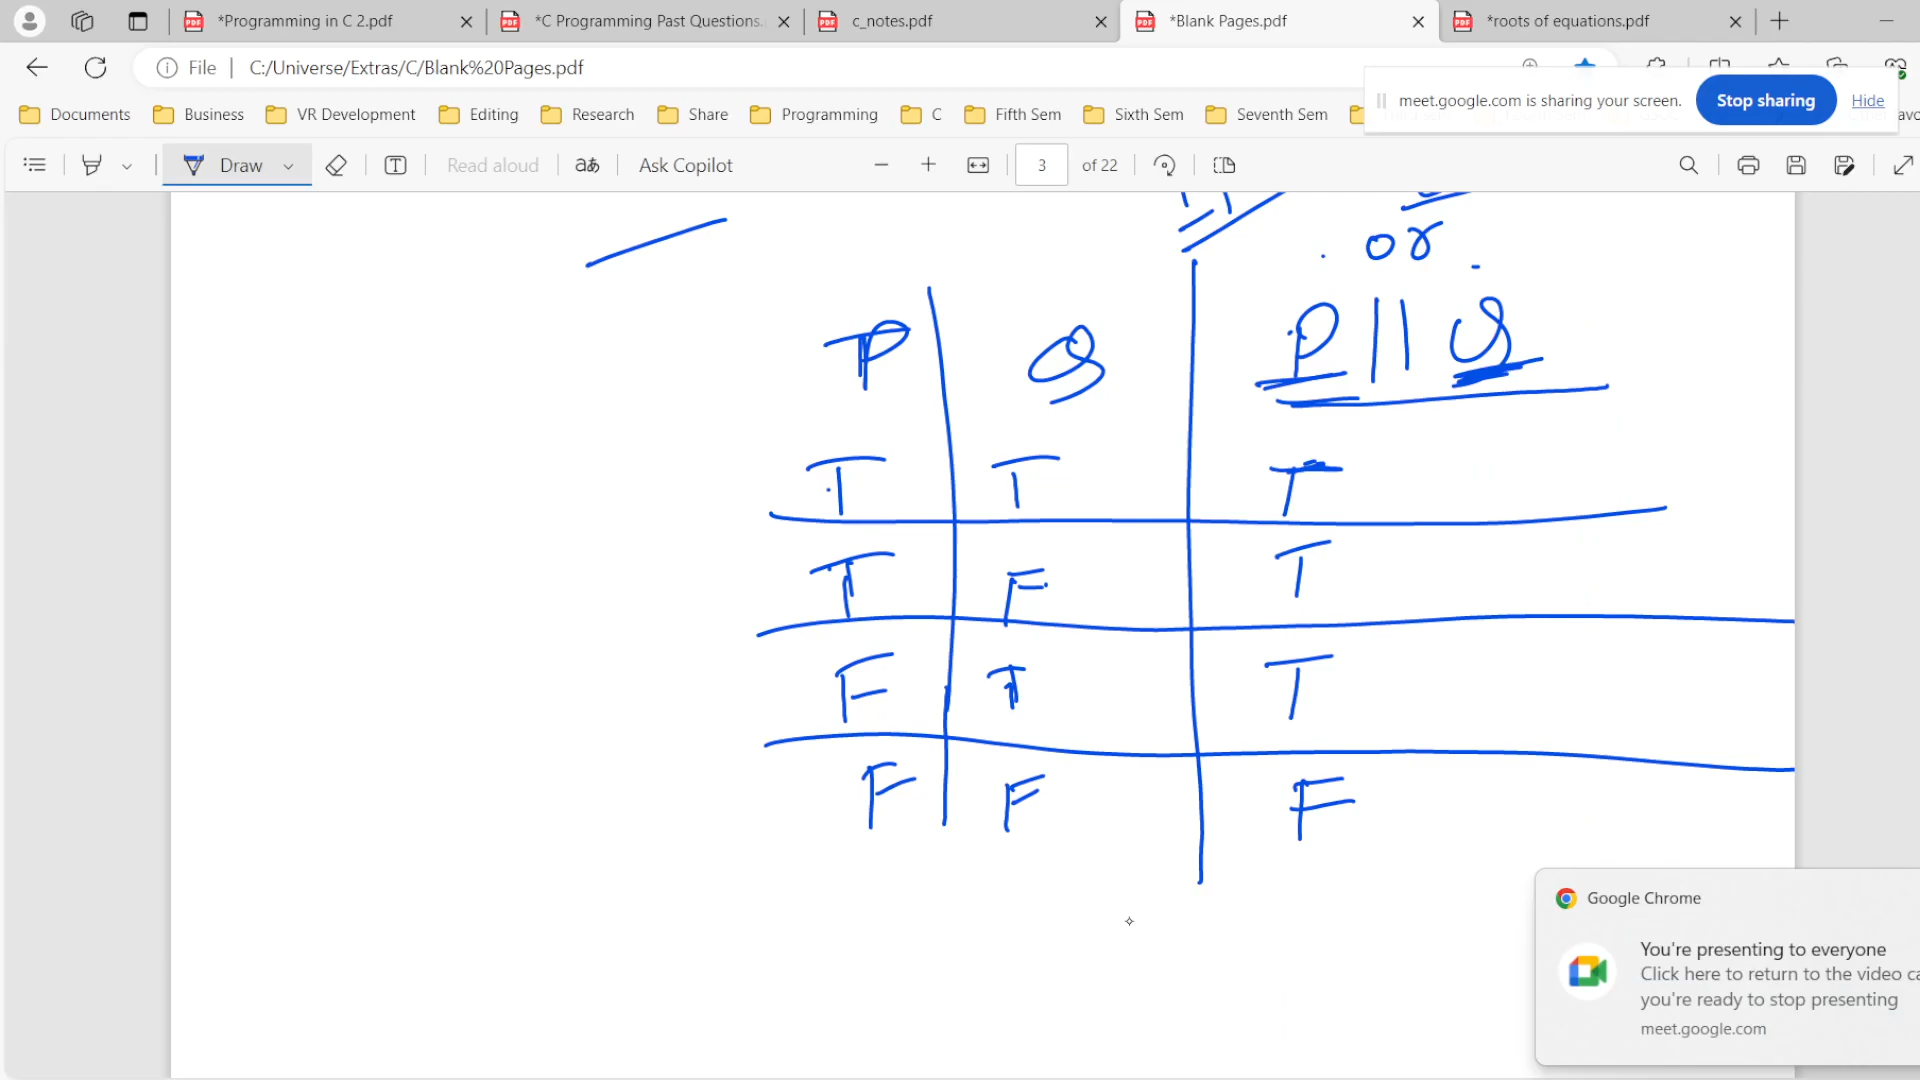 *Programming in C 2.pdf
*C Programming Past Questions.
c_notes.pdf
*Blank Pages.pdf
*roots of equations.pdf
File
C:/Universe/Extras/C/Blank%20Pages.pdf
meet.google.com is sharing your screen.
Stop sharing
Hide
Documents
Business
VR Development
Editing
Research
Share
Programming
C
Fifth Sem
Sixth Sem
Seventh Sem
Draw
Read aloud
aあ
Ask Copilot
3
of 22
or
P Q P || Q
T T T
T F T
F T T
F F F
Google Chrome
You're presenting to everyone
Click here to return to the video ca
you're ready to stop presenting
meet.google.com